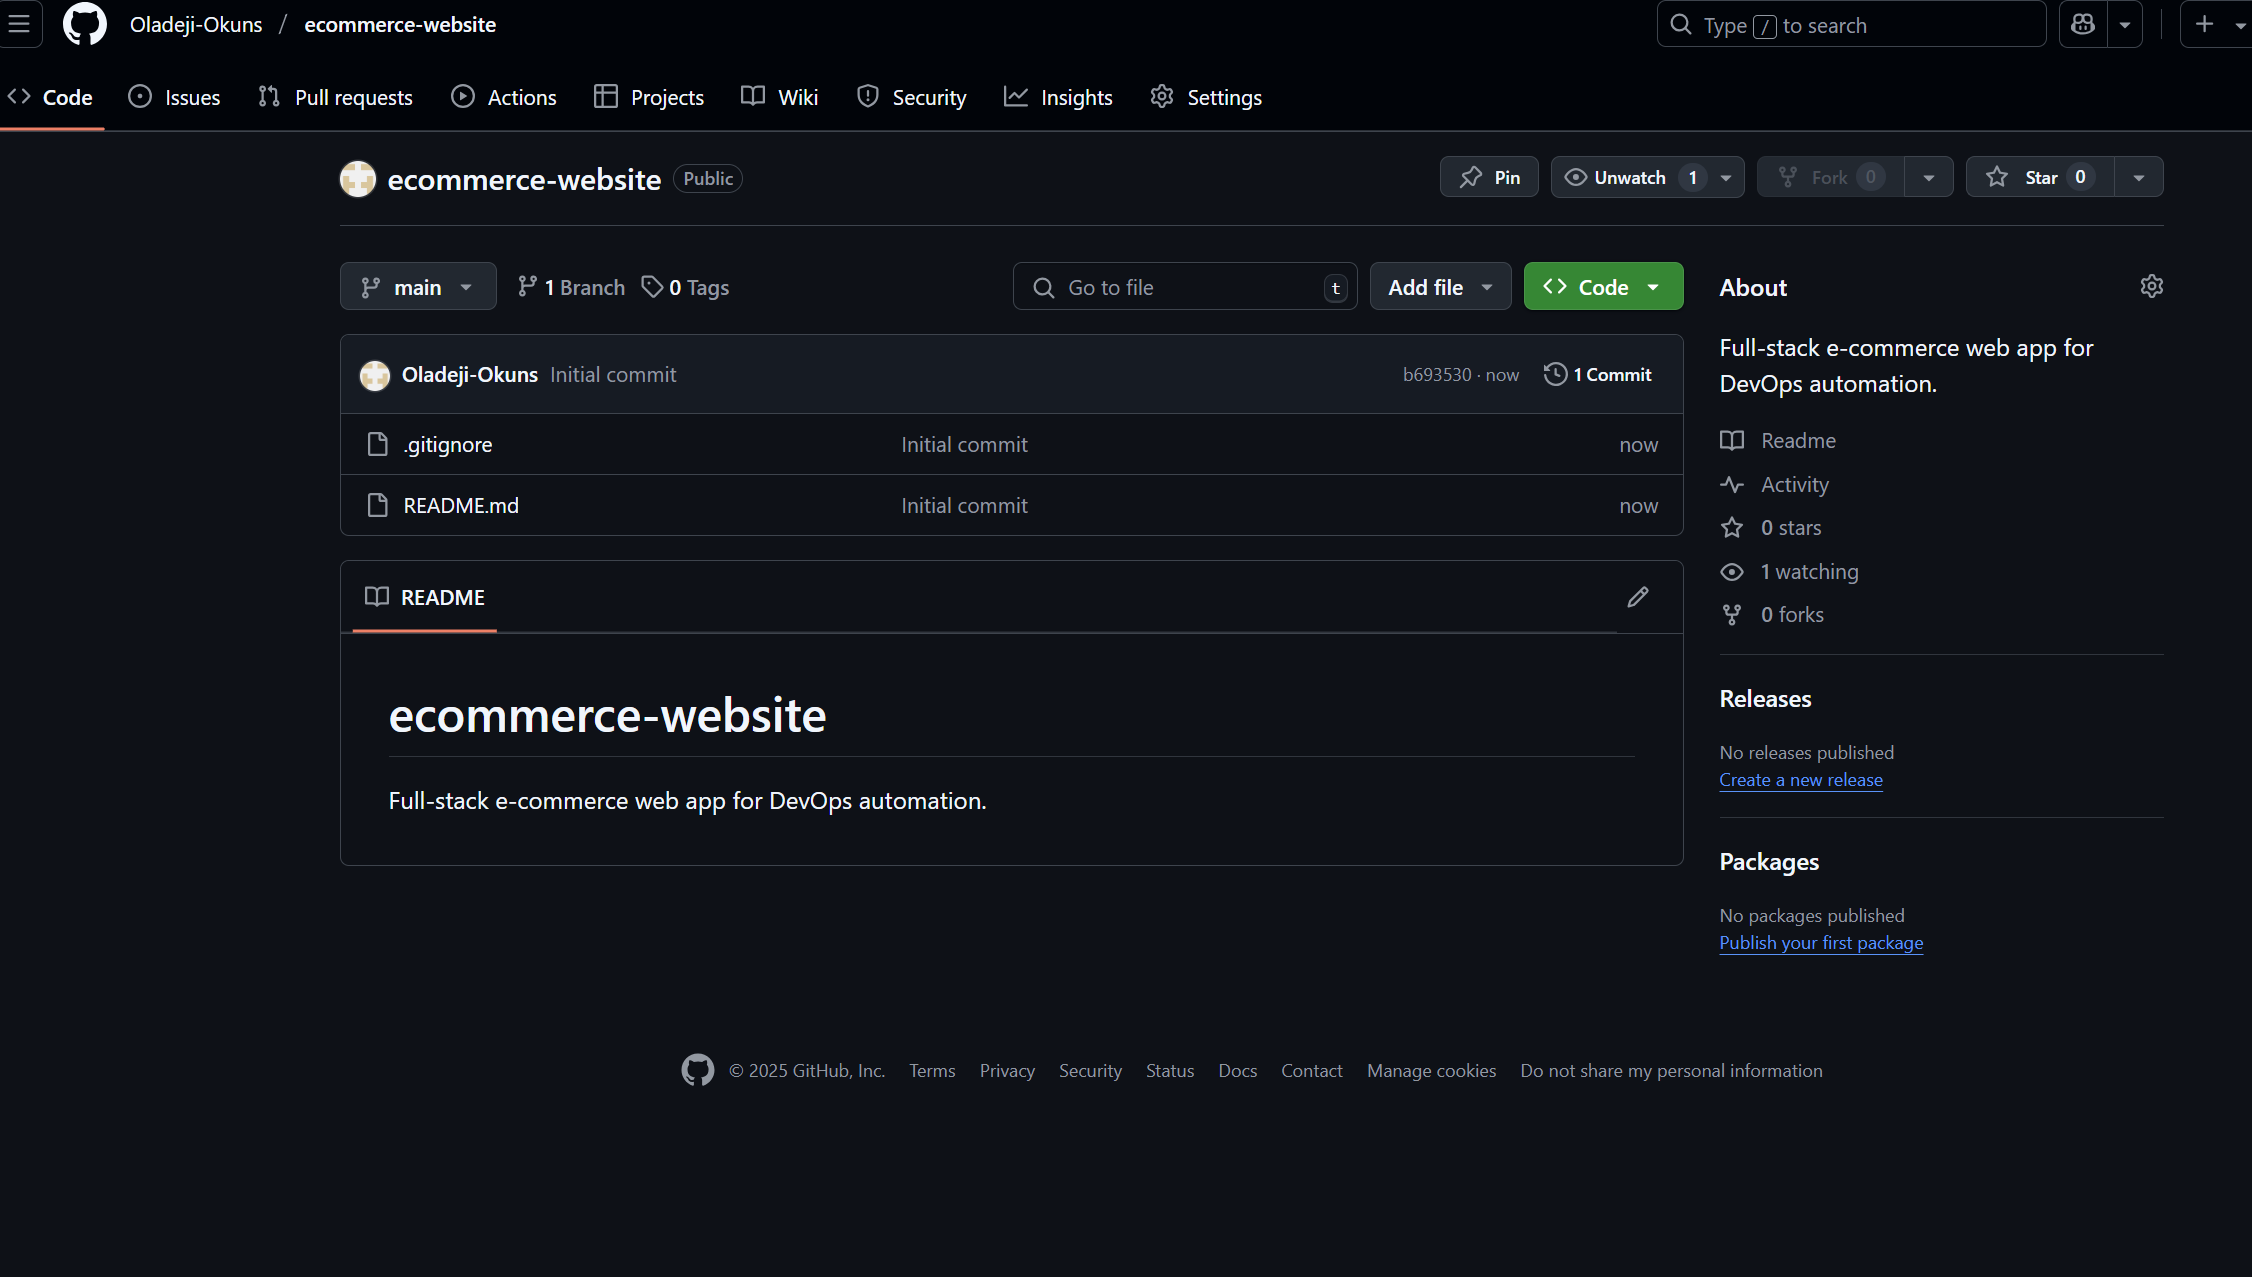 Oladeji-Okuns / ecommerce-website
Type / to search
Code Issues Pull requests Actions Projects Wiki Security Insights Settings
ecommerce-website Public
Pin Unwatch 1 Fork 0 Star 0
main 1 Branch 0 Tags Go to file t Add file Code
Oladeji-Okuns Initial commit b693530 · now 1 Commit
.gitignore Initial commit now
README.md Initial commit now
README
ecommerce-website
Full-stack e-commerce web app for DevOps automation.
About
Full-stack e-commerce web app for
DevOps automation.
Readme
Activity
0 stars
1 watching
0 forks
Releases
No releases published
Create a new release
Packages
No packages published
Publish your first package
© 2025 GitHub, Inc. Terms Privacy Security Status Docs Contact Manage cookies Do not share my personal information